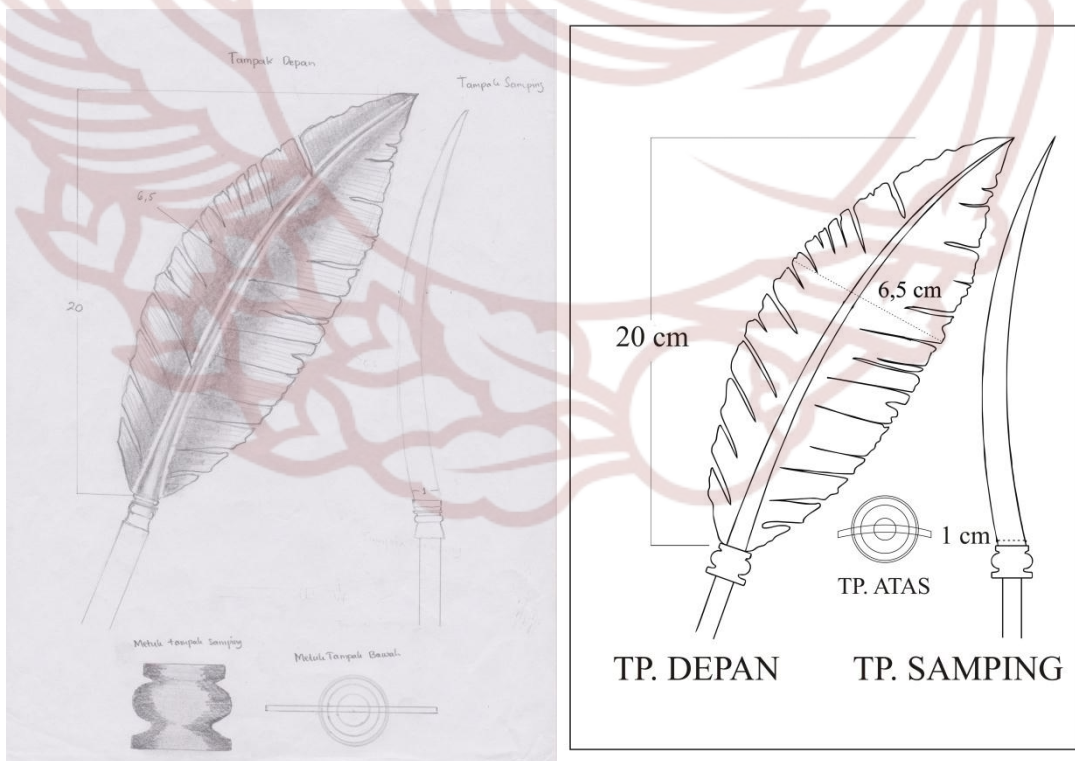 Tampak Depan
Tampak Samping
6,5
20
Metuk tampak samping
Metuk Tampak Bawah
20 cm
6,5 cm
1 cm
TP. ATAS
TP. DEPAN
TP. SAMPING